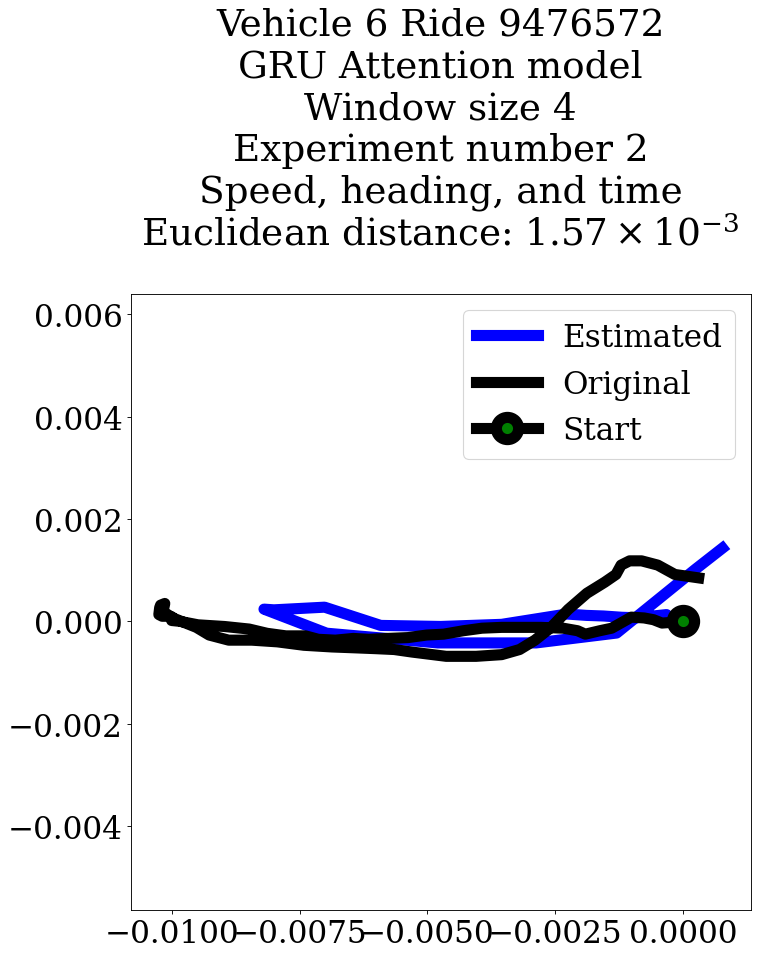 Vehicle 6 Ride 9476572
GRU Attention model
Window size 4
Experiment number 2
Speed, heading, and time
Euclidean distance: 1.57 × 10⁻³
0.006
Estimated
Original
0.004
Start
0.002
0.000
−0.002
−0.004
−0.0100 −0.0075 −0.0050 −0.0025 0.0000